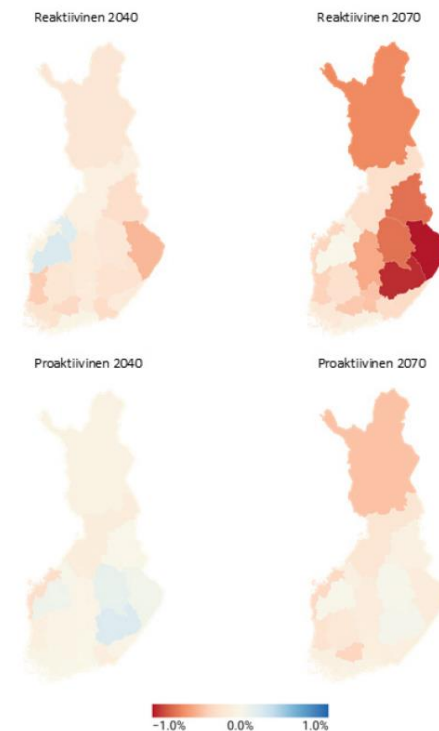 Reaktiivinen 2040
Reaktiivinen 2070
Proaktiivinen 2040
Proaktiivinen 2070
−1.0%
0.0%
1.0%